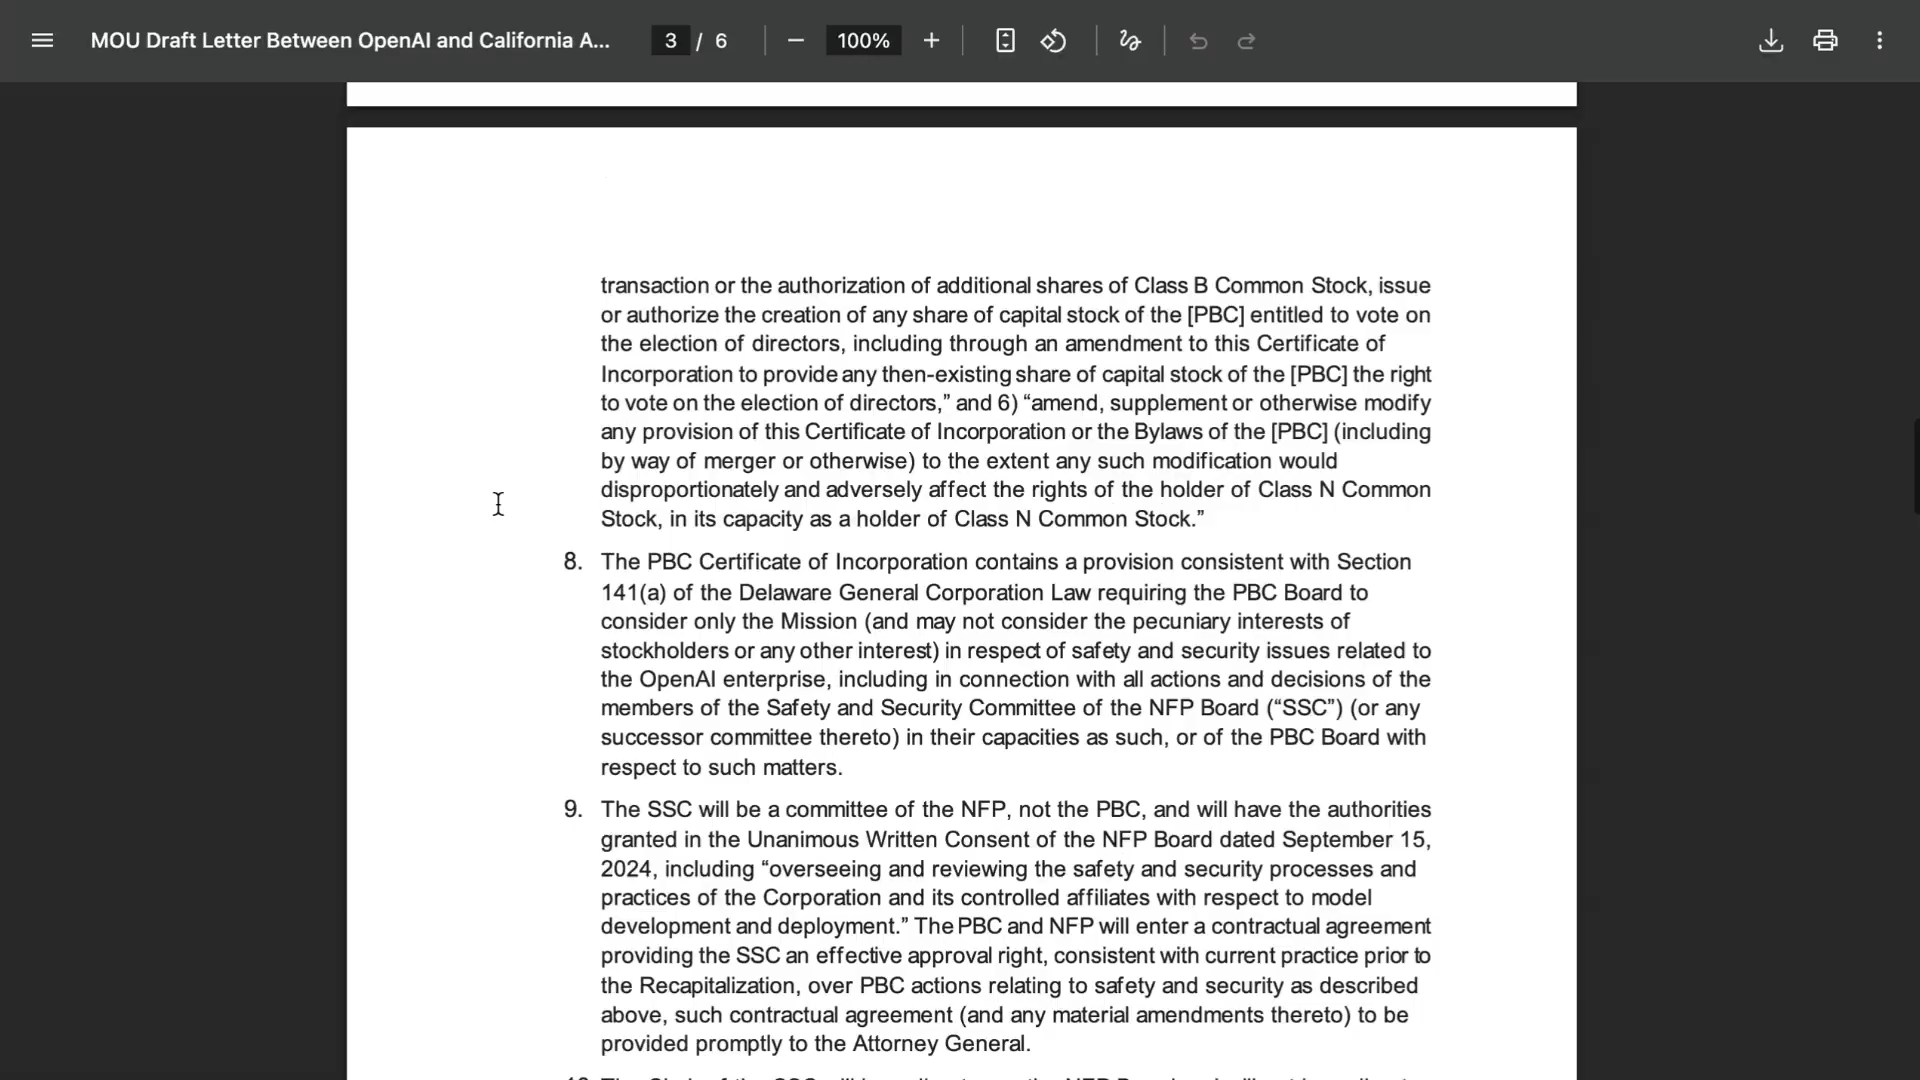 MOU Draft Letter Between OpenAI and California A...
3 / 6
100%
transaction or the authorization of additional shares of Class B Common Stock, issue
or authorize the creation of any share of capital stock of the [PBC] entitled to vote on
the election of directors, including through an amendment to this Certificate of
Incorporation to provide any then-existing share of capital stock of the [PBC] the right
to vote on the election of directors,” and 6) “amend, supplement or otherwise modify
any provision of this Certificate of Incorporation or the Bylaws of the [PBC] (including
by way of merger or otherwise) to the extent any such modification would
disproportionately and adversely affect the rights of the holder of Class N Common
Stock, in its capacity as a holder of Class N Common Stock.”
8. The PBC Certificate of Incorporation contains a provision consistent with Section
141(a) of the Delaware General Corporation Law requiring the PBC Board to
consider only the Mission (and may not consider the pecuniary interests of
stockholders or any other interest) in respect of safety and security issues related to
the OpenAI enterprise, including in connection with all actions and decisions of the
members of the Safety and Security Committee of the NFP Board (“SSC”) (or any
successor committee thereto) in their capacities as such, or of the PBC Board with
respect to such matters.
9. The SSC will be a committee of the NFP, not the PBC, and will have the authorities
granted in the Unanimous Written Consent of the NFP Board dated September 15,
2024, including “overseeing and reviewing the safety and security processes and
practices of the Corporation and its controlled affiliates with respect to model
development and deployment.” The PBC and NFP will enter a contractual agreement
providing the SSC an effective approval right, consistent with current practice prior to
the Recapitalization, over PBC actions relating to safety and security as described
above, such contractual agreement (and any material amendments thereto) to be
provided promptly to the Attorney General.